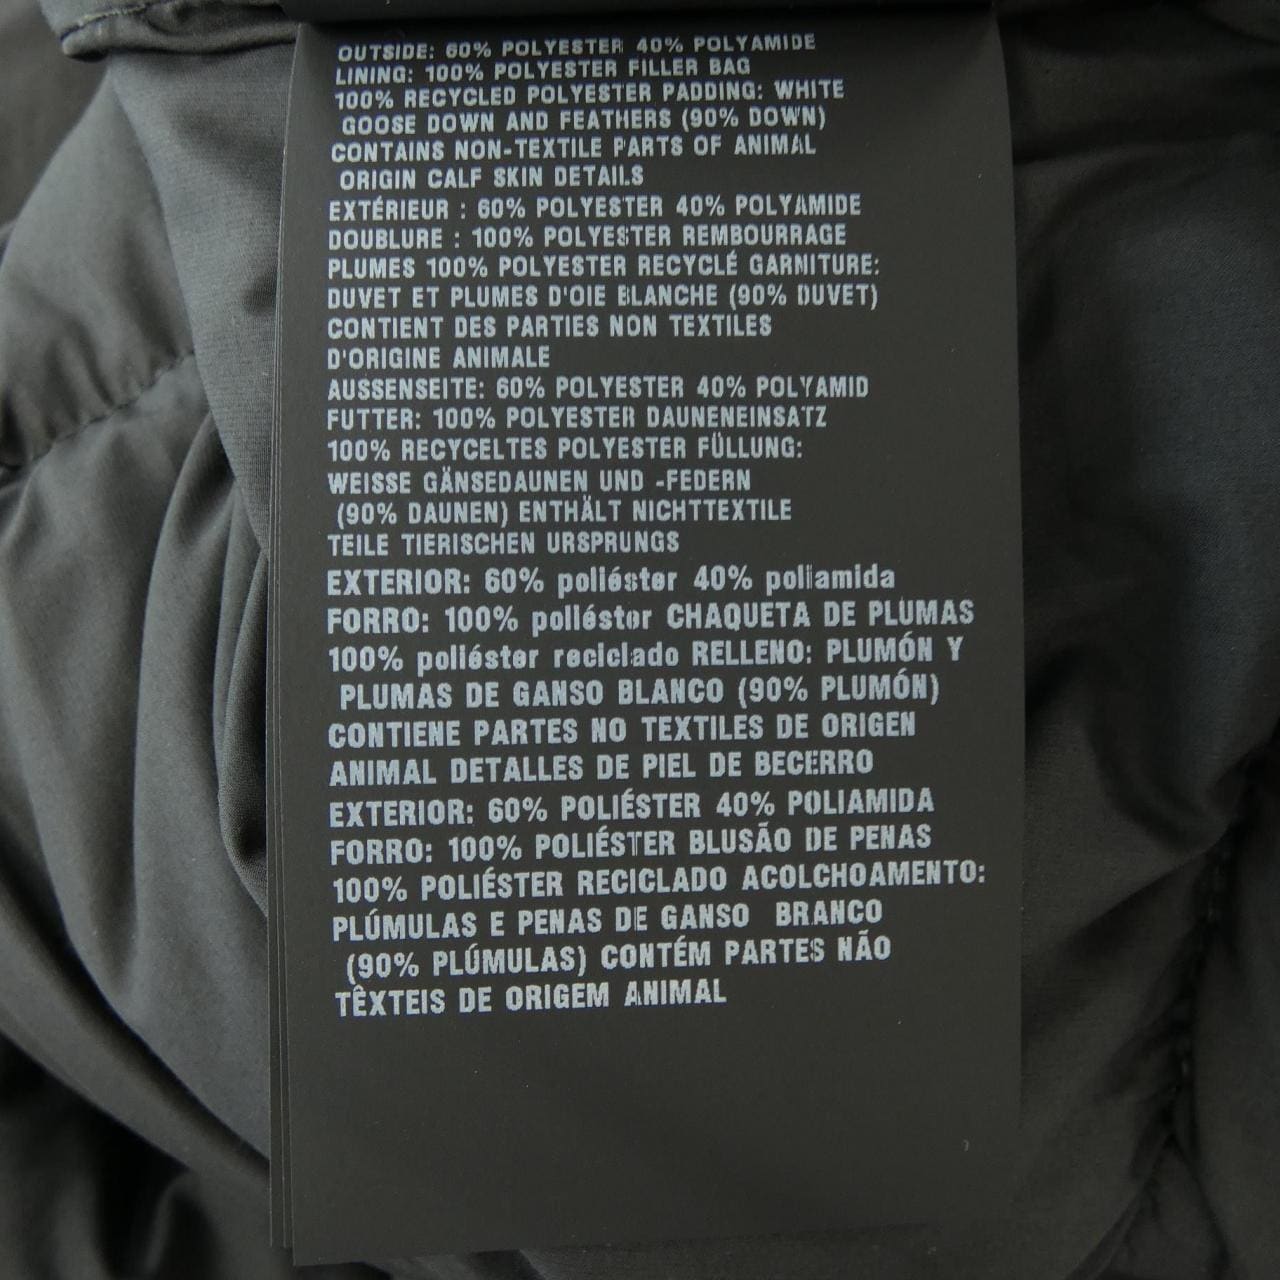 OUTSIDE: 60% POLYESTER 40% POLYAMIDE
LINING: 100% POLYESTER FILLER BAG
100% RECYCLED POLYESTER PADDING: WHITE
GOOSE DOWN AND FEATHERS (90% DOWN)
CONTAINS NON-TEXTILE PARTS OF ANIMAL
ORIGIN CALF SKIN DETAILS
EXTÉRIEUR : 60% POLYESTER 40% POLYAMIDE
DOUBLURE : 100% POLYESTER REMBOURRAGE
PLUMES 100% POLYESTER RECYCLÉ GARNITURE:
DUVET ET PLUMES D'OIE BLANCHE (90% DUVET)
CONTIENT DES PARTIES NON TEXTILES
D'ORIGINE ANIMALE
AUSSENSEITE: 60% POLYESTER 40% POLYAMID
FUTTER: 100% POLYESTER DAUNENEINSATZ
100% RECYCELTES POLYESTER FÜLLUNG:
WEISSE GÄNSEDAUNEN UND -FEDERN
(90% DAUNEN) ENTHÄLT NICHTTEXTILE
TEILE TIERISCHEN URSPRUNGS
EXTERIOR: 60% poliéster 40% poliamida
FORRO: 100% poliéster CHAQUETA DE PLUMAS
100% poliéster reciclado RELLENO: PLUMÓN Y
PLUMAS DE GANSO BLANCO (90% PLUMÓN)
CONTIENE PARTES NO TEXTILES DE ORIGEN
ANIMAL DETALLES DE PIEL DE BECERRO
EXTERIOR: 60% POLIÉSTER 40% POLIAMIDA
FORRO: 100% POLIÉSTER BLUSÃO DE PENAS
100% POLIÉSTER RECICLADO ACOLCHOAMENTO:
PLÚMULAS E PENAS DE GANSO BRANCO
(90% PLÚMULAS) CONTÉM PARTES NÃO
TÊXTEIS DE ORIGEM ANIMAL